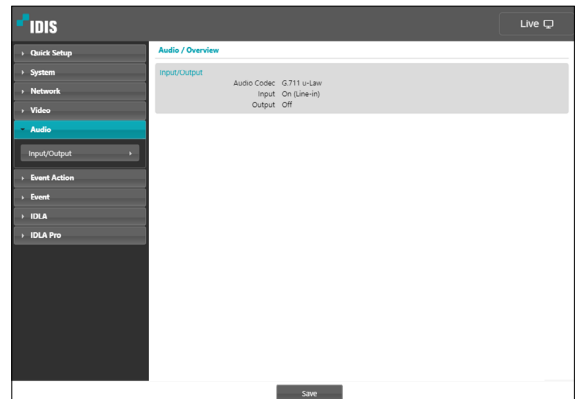 IDIS
Live
Quick Setup
System
Network
Video
Audio
Input/Output
Event Action
Event
IDLA
IDLA Pro
Audio / Overview
Input/Output
Audio Codec G.711 u-Law
Input On (Line-in)
Output Off
Save